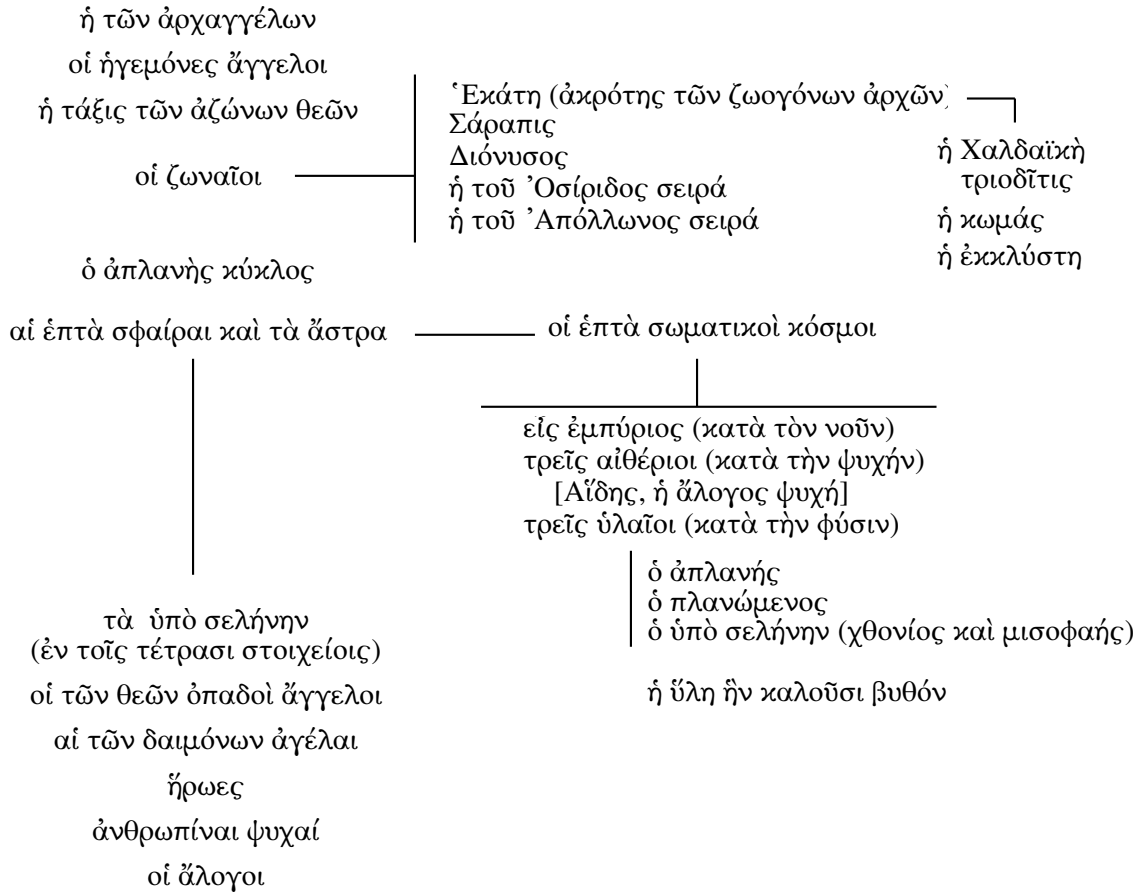 ἡ τῶν ἀρχαγγέλων
οἱ ἡγεμόνες ἄγγελοι
ἡ τάξις τῶν ἀζώνων θεῶν
οἱ ζωναῖοι
Ἑκάτη (ἀκρότης τῶν ζωογόνων ἀρχῶν)
Σάραπις
Διόνυσος
ἡ τοῦ Ὀσίριδος σειρά
ἡ τοῦ Ἀπόλλωνος σειρά
ἡ Χαλδαϊκὴ
τριοδῖτις
ἡ κωμάς
ἡ ἐκκλύστη
ὁ ἀπλανὴς κύκλος
αἱ ἑπτὰ σφαίραι καὶ τὰ ἄστρα
οἱ ἑπτὰ σωματικοὶ κόσμοι
εἷς ἐμπύριος (κατὰ τὸν νοῦν)
τρεῖς αἰθέριοι (κατὰ τὴν ψυχήν)
[Αἵδης, ἡ ἄλογος ψυχή]
τρεῖς ὑλαῖοι (κατὰ τὴν φύσιν)
ὁ ἀπλανής
ὁ πλανώμενος
ὁ ὑπὸ σελήνην (χθονίος καὶ μισοφαής)
ἡ ὕλη ἣν καλοῦσι βυθόν
τὰ ὑπὸ σελήνην
(ἐν τοῖς τέτρασι στοιχείοις)
οἱ τῶν θεῶν ὀπαδοὶ ἄγγελοι
αἱ τῶν δαιμόνων ἀγέλαι
ἥρωες
ἀνθρωπίναι ψυχαί
οἱ ἄλογοι